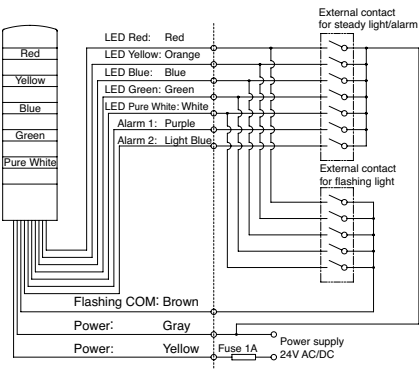 External contact
for steady light/alarm
LED Red: Red
LED Yellow: Orange
LED Blue: Blue
LED Green: Green
LED Pure White: White
Alarm 1: Purple
Alarm 2: Light Blue
Red
Yellow
Blue
Green
Pure White
External contact
for flashing light
Flashing COM: Brown
Power: Gray
Power: Yellow
Fuse 1A
Power supply
24V AC/DC